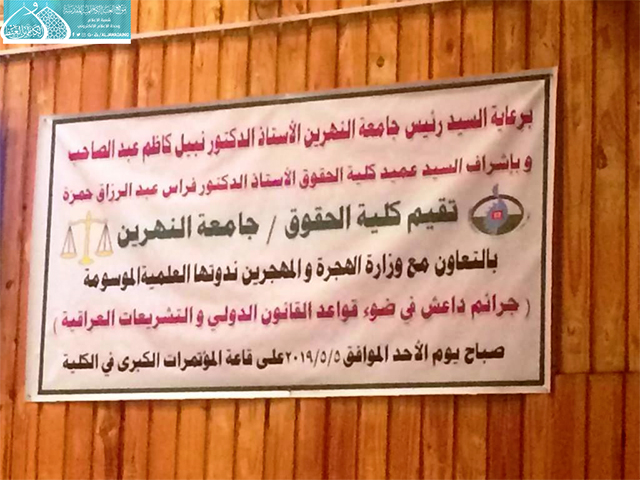 برعاية السيد رئيس جامعة النهرين الأستاذ الدكتور نبيل كاظم عبد الصاحب
و بإشراف السيد عميد كلية الحقوق الأستاذ الدكتور فراس عبد الرزاق حمزة
تقيم كلية الحقوق / جامعة النهرين
بالتعاون مع وزارة الهجرة و المهجرين ندوتها العلمية الموسومة
( جرائم داعش في ضوء قواعد القانون الدولي و التشريعات العراقية )
صباح يوم الأحد الموافق ٢٠١٩/٥/٥ على قاعة المؤتمرات الكبرى في الكلية